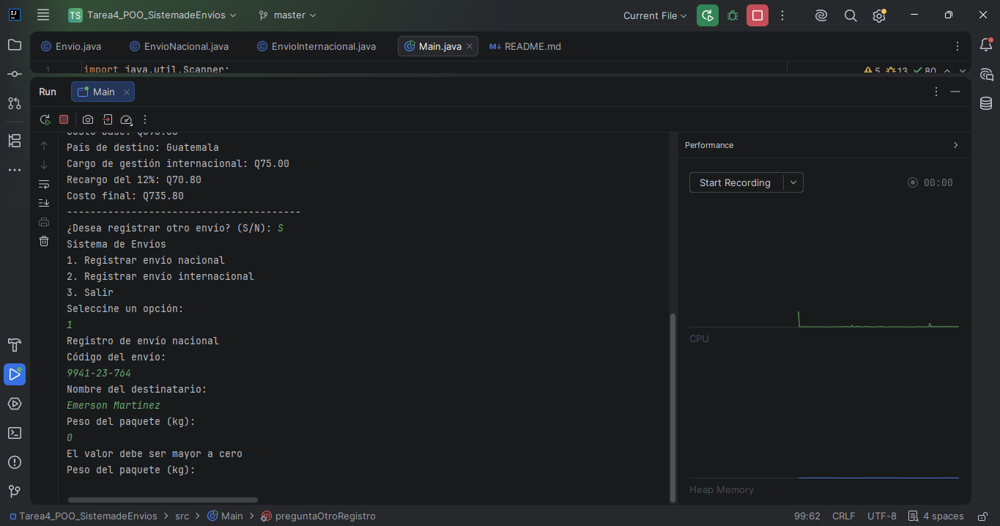 TS Tarea4_POO_SistemadeEnvios master Current File
Envio.java EnvioNacional.java EnvioInternacional.java Main.java README.md
1 import java.util.Scanner; 5 13 80
Run Main
Costo base: Q590.00
País de destino: Guatemala
Cargo de gestión internacional: Q75.00
Recargo del 12%: Q70.80
Costo final: Q735.80
----------------------------------------
¿Desea registrar otro envío? (S/N): S
Sistema de Envíos
1. Registrar envío nacional
2. Registrar envío internacional
3. Salir
Seleccine un opción:
1
Registro de envío nacional
Código del envío:
9941-23-764
Nombre del destinatario:
Emerson Martinez
Peso del paquete (kg):
0
El valor debe ser mayor a cero
Peso del paquete (kg):
Performance
Start Recording 00:00
CPU
Heap Memory
Tarea4_POO_SistemadeEnvios > src > Main > preguntaOtroRegistro 99:62 CRLF UTF-8 4 spaces